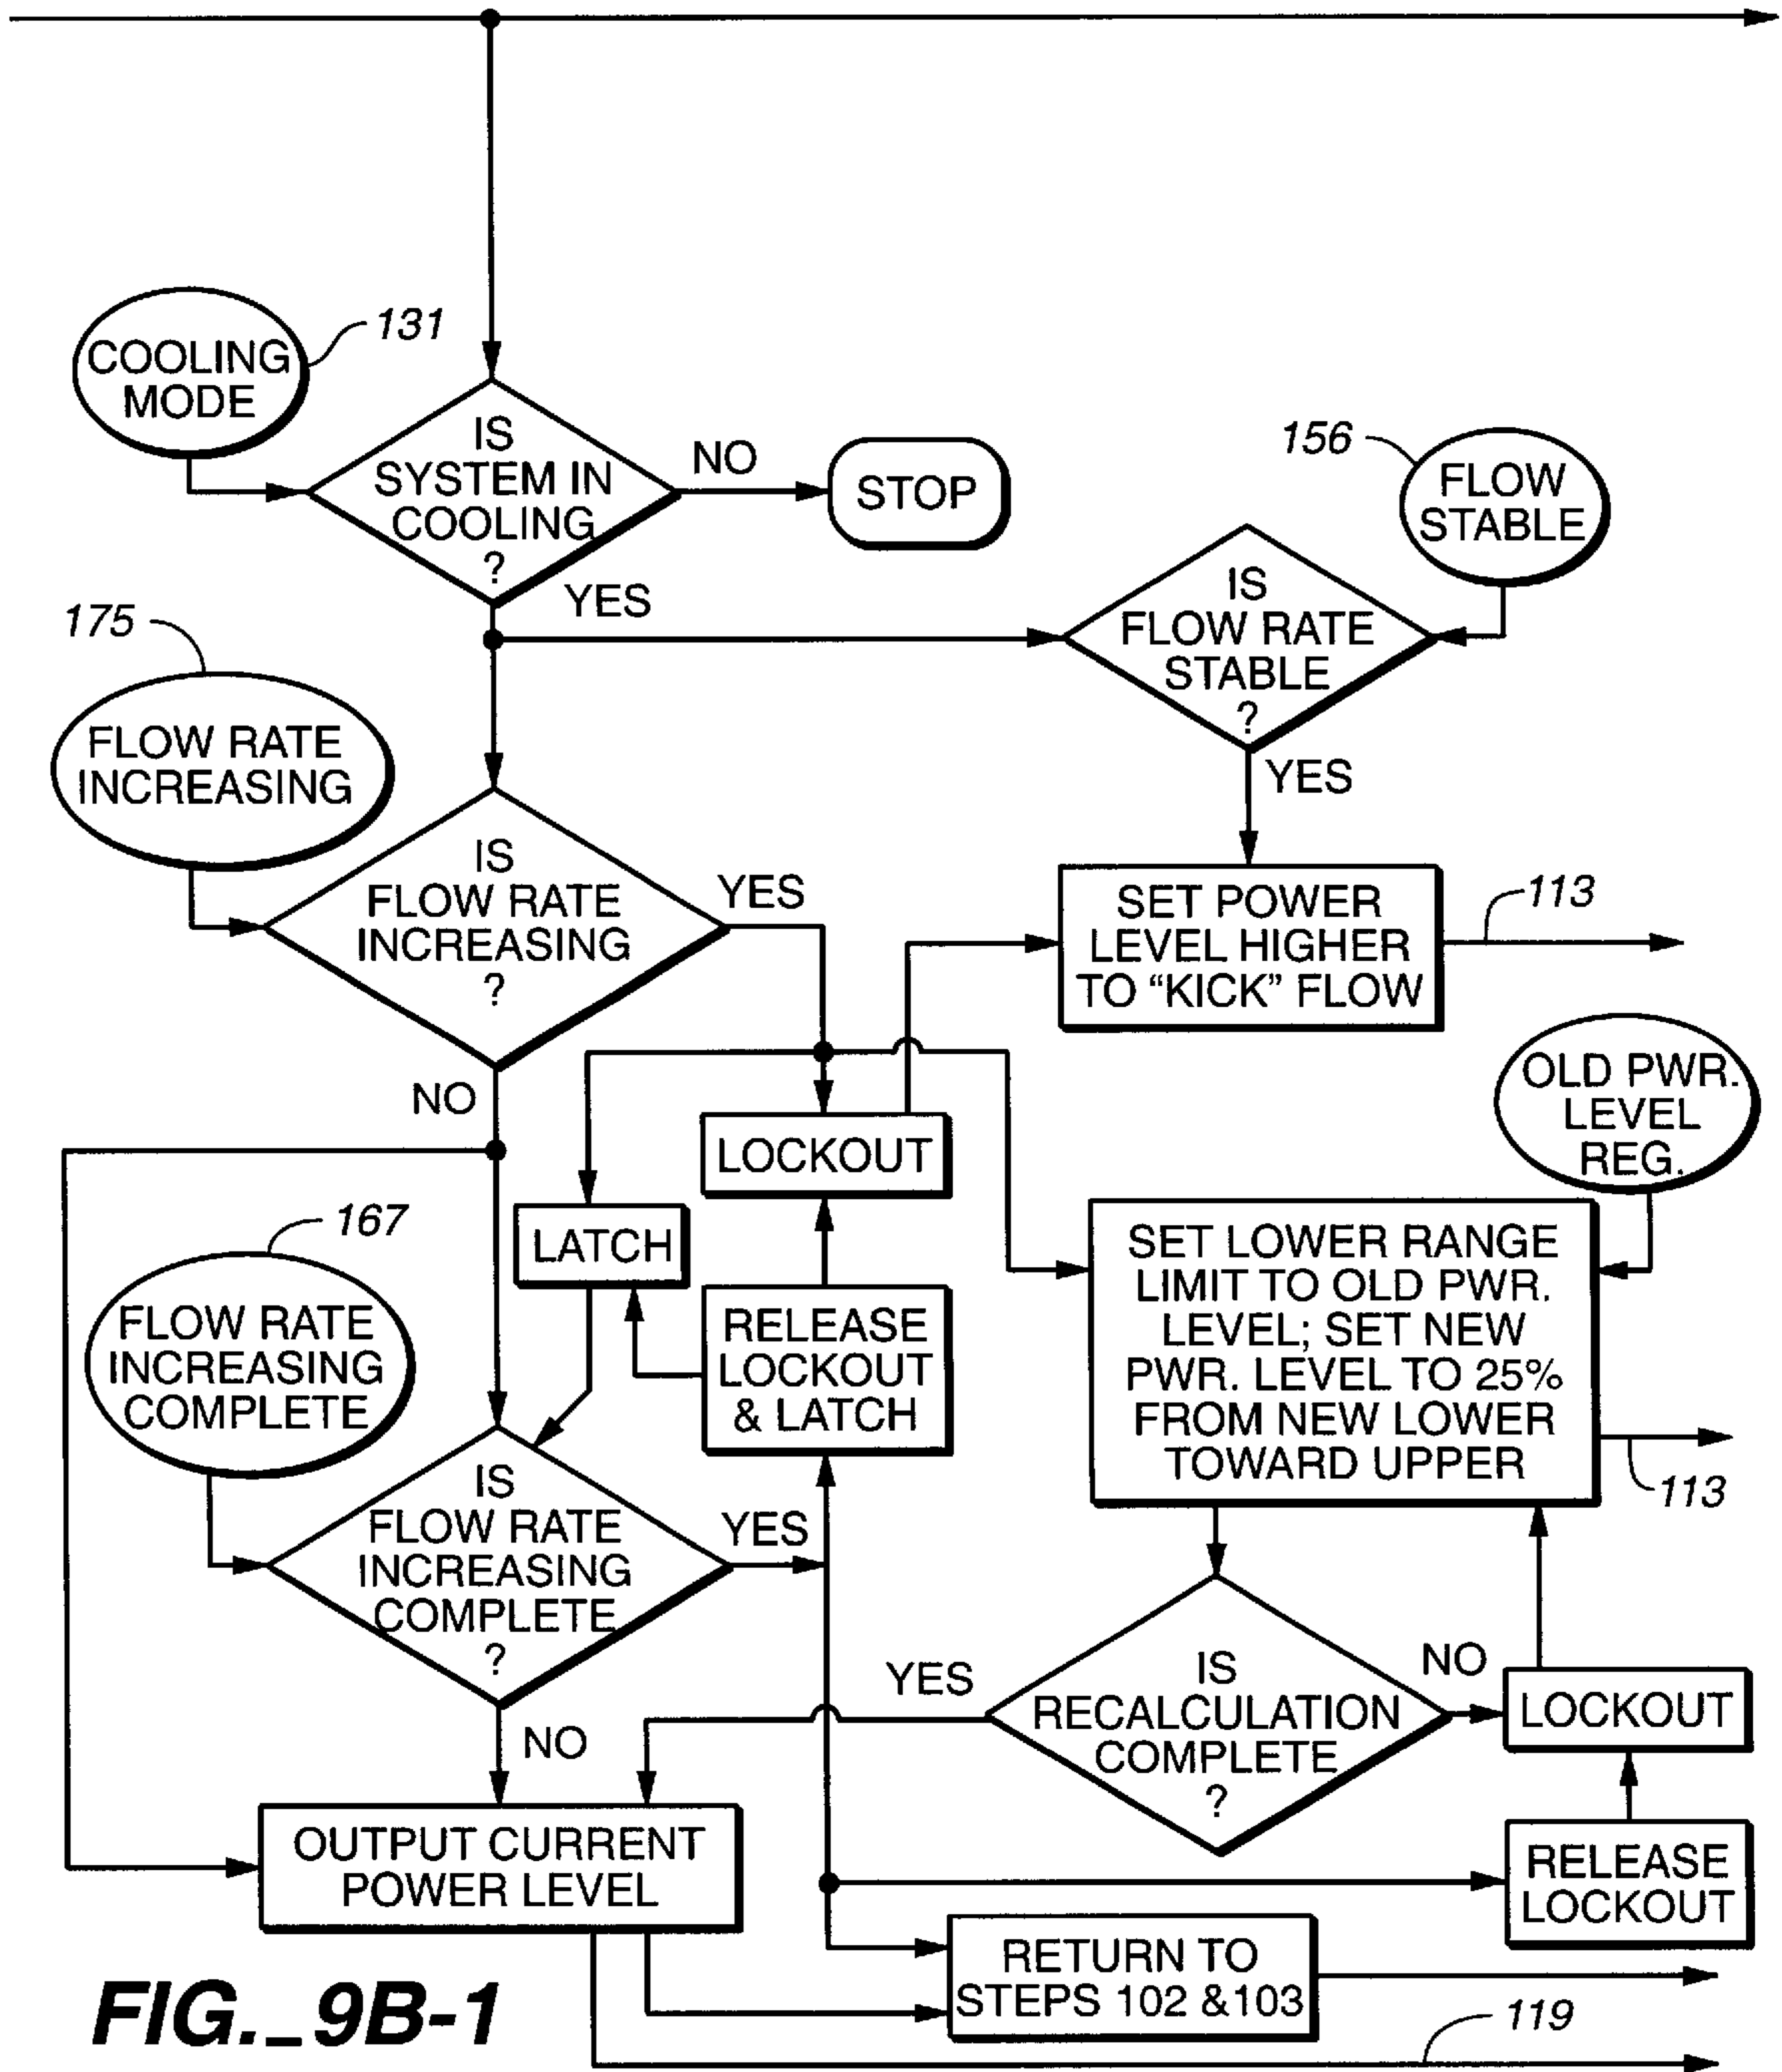 COOLING
MODE
131
IS
SYSTEM IN
COOLING
?
NO
STOP
YES
156
FLOW
STABLE
IS
FLOW RATE
STABLE
?
YES
175
FLOW RATE
INCREASING
IS
FLOW RATE
INCREASING
?
YES
NO
SET POWER
LEVEL HIGHER
TO “KICK” FLOW
113
LOCKOUT
OLD PWR.
LEVEL
REG.
LATCH
167
FLOW RATE
INCREASING
COMPLETE
RELEASE
LOCKOUT
& LATCH
SET LOWER RANGE
LIMIT TO OLD PWR.
LEVEL; SET NEW
PWR. LEVEL TO 25%
FROM NEW LOWER
TOWARD UPPER
113
IS
FLOW RATE
INCREASING
COMPLETE
?
YES
NO
YES
IS
RECALCULATION
COMPLETE
?
NO
LOCKOUT
OUTPUT CURRENT
POWER LEVEL
RELEASE
LOCKOUT
RETURN TO
STEPS 102 &103
119
FIG._9B-1